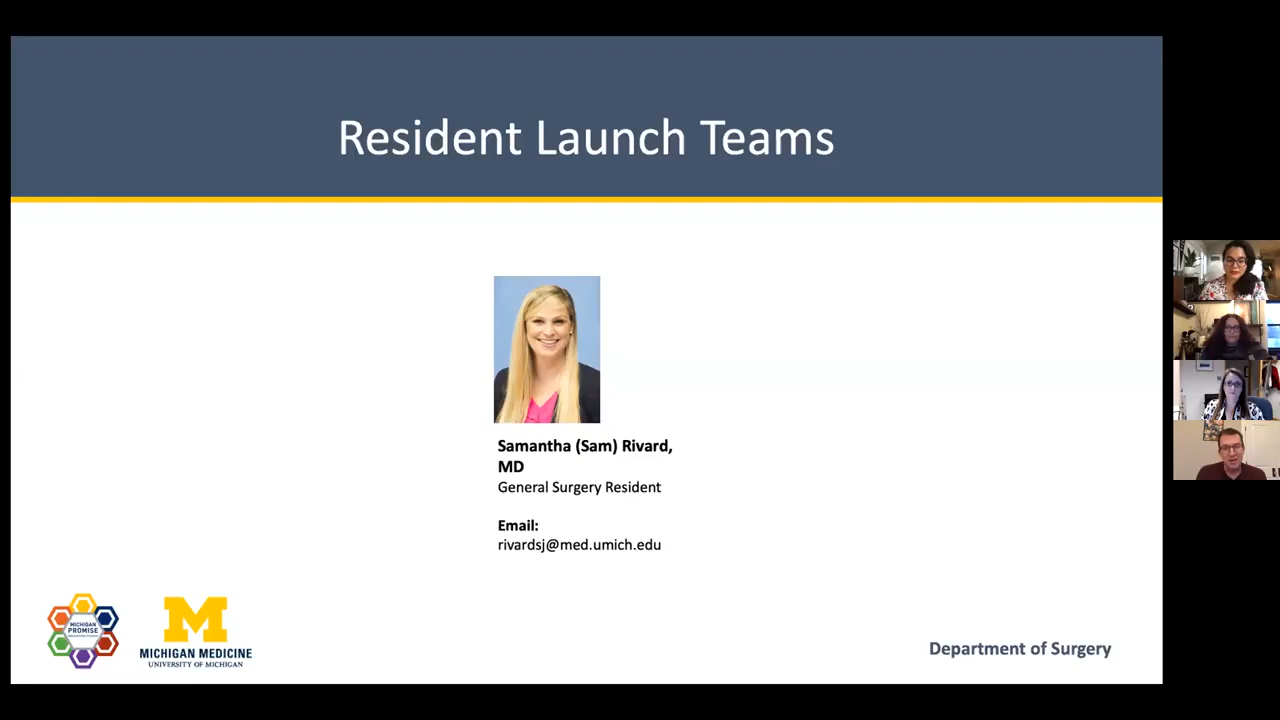 Resident Launch Teams
Samantha (Sam) Rivard,
MD
General Surgery Resident
Email:
rivardsj@med.umich.edu
MICHIGAN
PROMISE
MICHIGAN MEDICINE
UNIVERSITY OF MICHIGAN
Department of Surgery